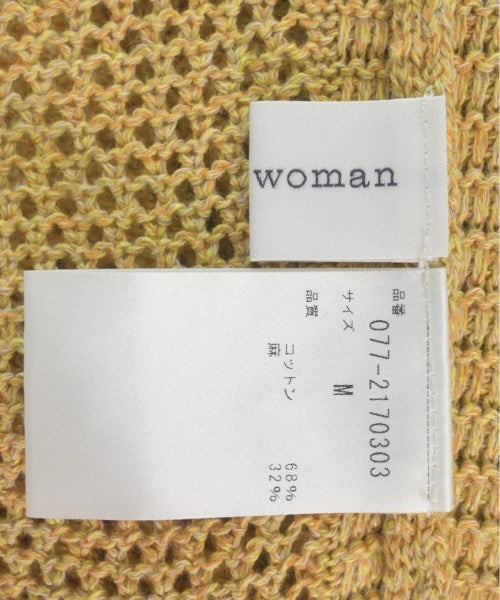 woman
品番
077-2170303
サイズ
M
品質
コットン 68%
麻 32%